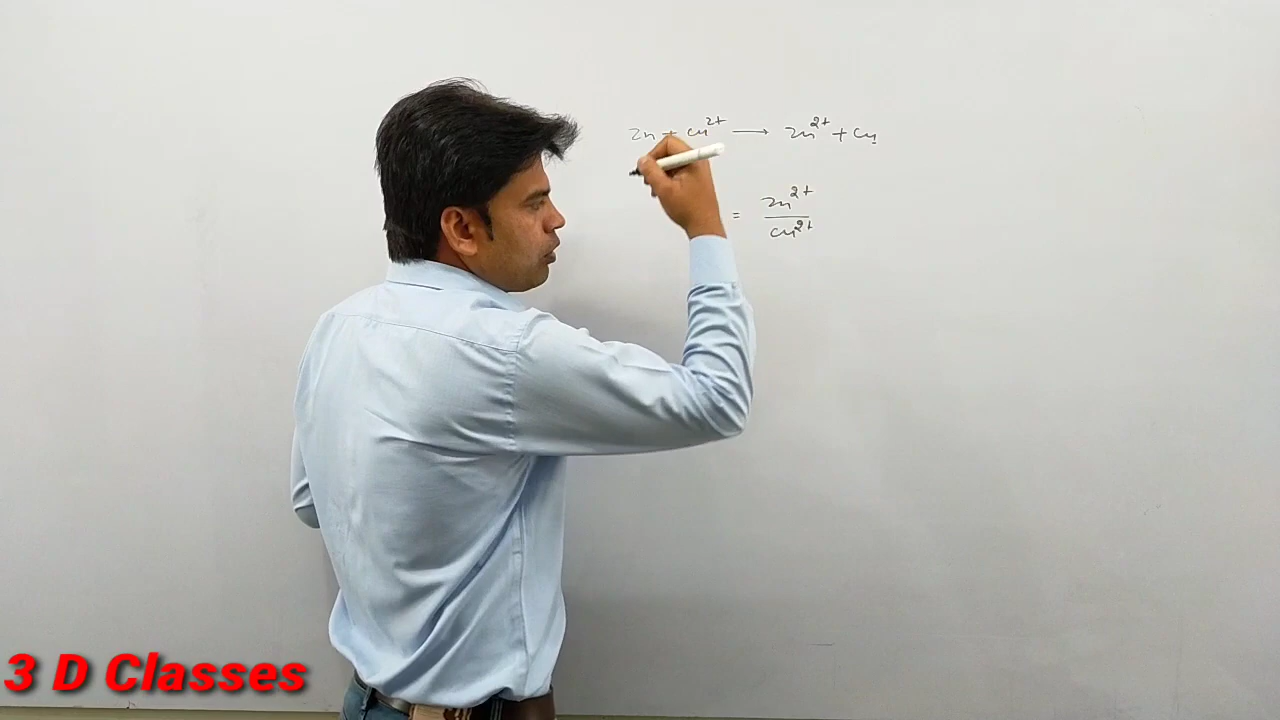 Zn + Cu²⁺ ⟶ Zn²⁺ + Cu
= Zn²⁺ / Cu²⁺
3 D Classes